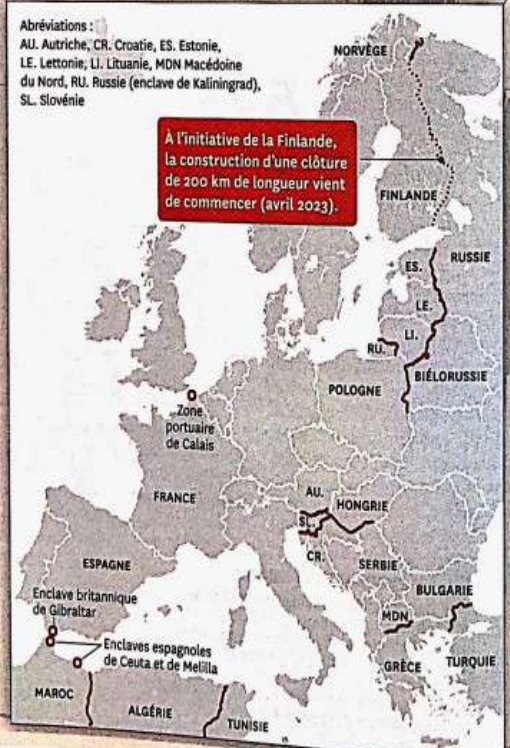 Abréviations :
AU. Autriche, CR. Croatie, ES. Estonie,
LE. Lettonie, LI. Lituanie, MDN Macédoine
du Nord, RU. Russie (enclave de Kaliningrad),
SL. Slovénie
NORVÈGE
À l'initiative de la Finlande,
la construction d'une clôture
de 200 km de longueur vient
de commencer (avril 2023).
FINLANDE
RUSSIE
ES.
LE.
LI.
RU.
BIÉLORUSSIE
POLOGNE
Zone
portuaire
de Calais
FRANCE
AU.
HONGRIE
SL.
CR.
SERBIE
ESPAGNE
BULGARIE
Enclave britannique
de Gibraltar
MDN
Enclaves espagnoles
de Ceuta et de Melilla
GRÈCE
TURQUIE
MAROC
ALGÉRIE
TUNISIE